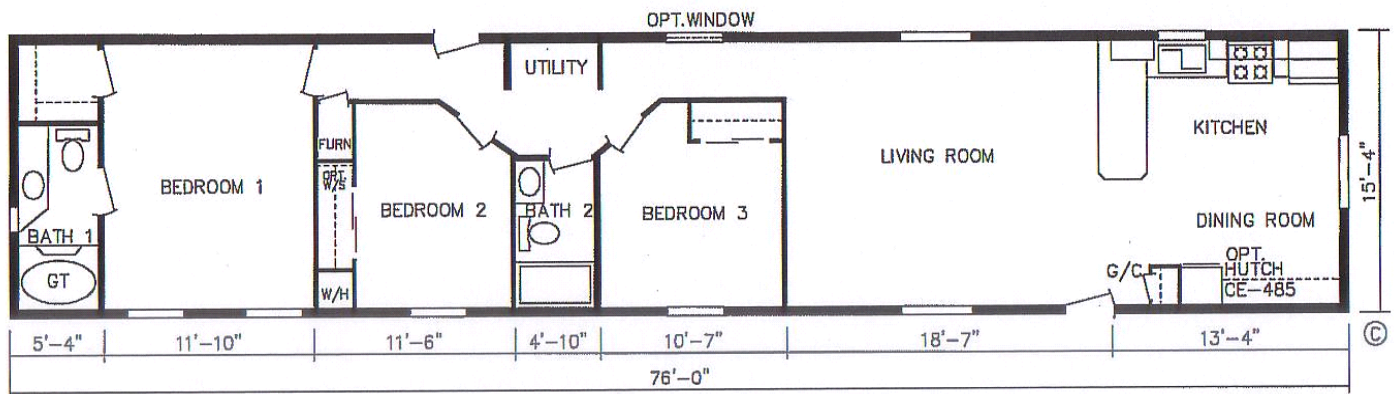 OPT.WINDOW
UTILITY
FURN
OPT.
W/S
W/H
BEDROOM 1
BEDROOM 2
BATH 1
GT
BATH 2
BEDROOM 3
LIVING ROOM
KITCHEN
DINING ROOM
G/C
OPT.
HUTCH
CE-485
15'-4"
5'-4"
11'-10"
11'-6"
4'-10"
10'-7"
18'-7"
13'-4"
©
76'-0"